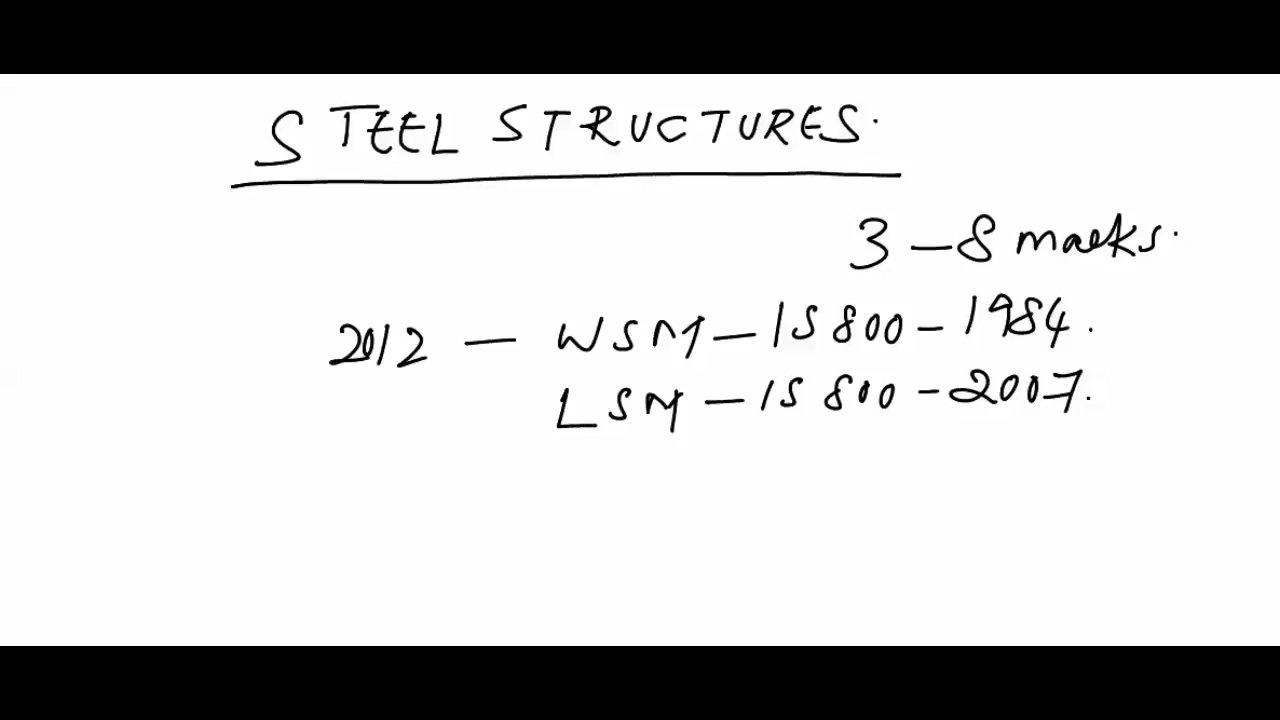 STEEL STRUCTURES.
3 - 8 marks.
2012 - WSM - IS 800 - 1984.
LSM - IS 800 - 2007.